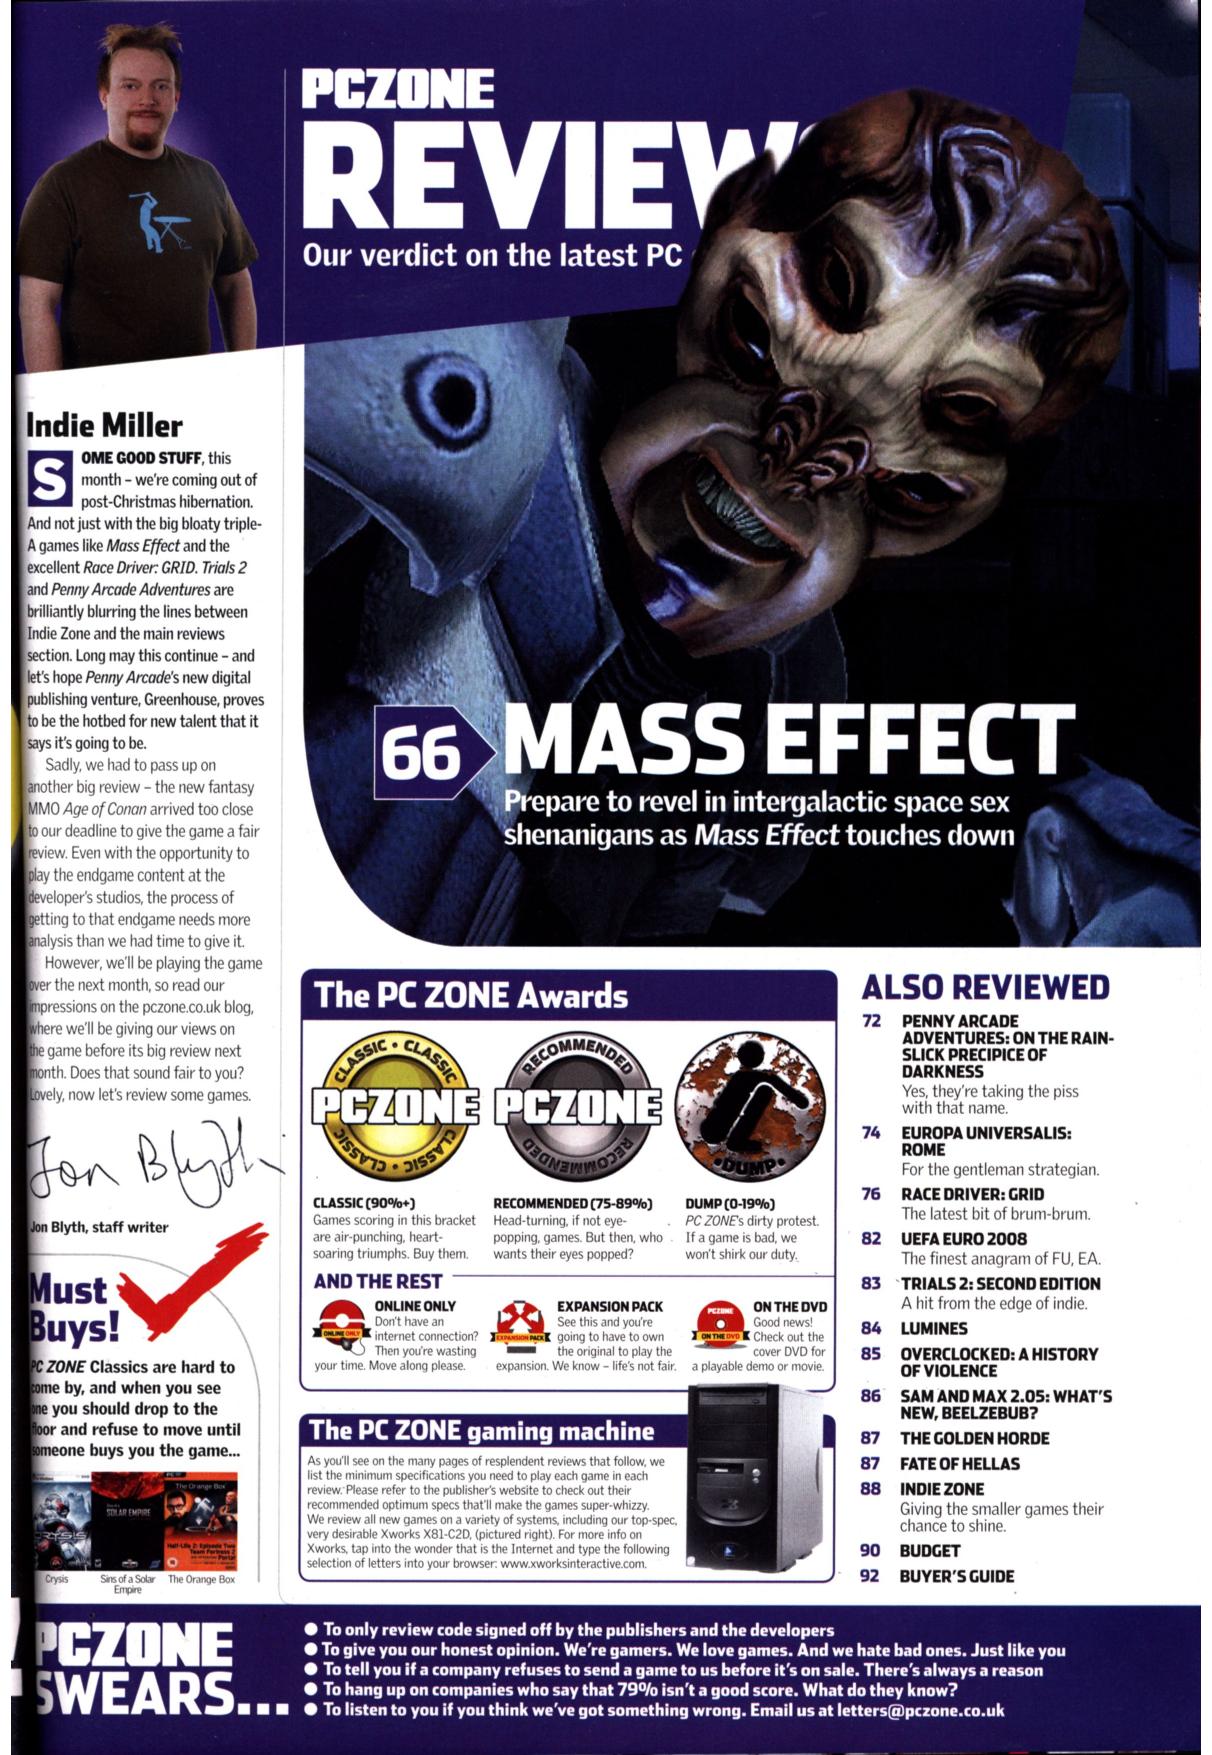 PCZONE
REVIEW
Our verdict on the latest PC
Indie Miller
SOME GOOD STUFF, this
month – we're coming out of
post-Christmas hibernation.
And not just with the big bloaty triple-
A games like Mass Effect and the
excellent Race Driver: GRID. Trials 2
and Penny Arcade Adventures are
brilliantly blurring the lines between
Indie Zone and the main reviews
section. Long may this continue – and
let's hope Penny Arcade's new digital
publishing venture, Greenhouse, proves
to be the hotbed for new talent that it
says it's going to be.
Sadly, we had to pass up on
another big review – the new fantasy
MMO Age of Conan arrived too close
to our deadline to give the game a fair
review. Even with the opportunity to
play the endgame content at the
developer's studios, the process of
getting to that endgame needs more
analysis than we had time to give it.
However, we'll be playing the game
over the next month, so read our
impressions on the pczone.co.uk blog,
where we'll be giving our views on
the game before its big review next
month. Does that sound fair to you?
Lovely, now let's review some games.
Jon Blyth
Jon Blyth, staff writer
Must
Buys!
PC ZONE Classics are hard to
come by, and when you see
one you should drop to the
floor and refuse to move until
someone buys you the game...
CRYSIS
SOLAR EMPIRE
The Orange Box
Half-Life 2: Episode Two
Team Fortress 2
Portal
Crysis
Sins of a Solar
Empire
The Orange Box
66
MASS EFFECT
Prepare to revel in intergalactic space sex
shenanigans as Mass Effect touches down
The PC ZONE Awards
CLASSIC • CLASSIC
PCZONE
CLASSIC • CLASSIC
RECOMMENDED
PCZONE
RECOMMENDED
•DUMP•
CLASSIC (90%+)
Games scoring in this bracket
are air-punching, heart-
soaring triumphs. Buy them.
RECOMMENDED (75-89%)
Head-turning, if not eye-
popping, games. But then, who
wants their eyes popped?
DUMP (0-19%)
PC ZONE's dirty protest.
If a game is bad, we
won't shirk our duty.
AND THE REST
ONLINE ONLY
ONLINE ONLY
Don't have an
internet connection?
Then you're wasting
your time. Move along please.
EXPANSION PACK
EXPANSION PACK
See this and you're
going to have to own
the original to play the
expansion. We know – life's not fair.
PCZONE
ON THE DVD
ON THE DVD
Good news!
Check out the
cover DVD for
a playable demo or movie.
The PC ZONE gaming machine
As you'll see on the many pages of resplendent reviews that follow, we
list the minimum specifications you need to play each game in each
review. Please refer to the publisher's website to check out their
recommended optimum specs that'll make the games super-whizzy.
We review all new games on a variety of systems, including our top-spec,
very desirable Xworks X81-C2D, (pictured right). For more info on
Xworks, tap into the wonder that is the Internet and type the following
selection of letters into your browser: www.xworksinteractive.com.
ALSO REVIEWED
72 PENNY ARCADE
ADVENTURES: ON THE RAIN-
SLICK PRECIPICE OF
DARKNESS
Yes, they're taking the piss
with that name.
74 EUROPA UNIVERSALIS:
ROME
For the gentleman strategian.
76 RACE DRIVER: GRID
The latest bit of brum-brum.
82 UEFA EURO 2008
The finest anagram of FU, EA.
83 TRIALS 2: SECOND EDITION
A hit from the edge of indie.
84 LUMINES
85 OVERCLOCKED: A HISTORY
OF VIOLENCE
86 SAM AND MAX 2.05: WHAT'S
NEW, BEELZEBUB?
87 THE GOLDEN HORDE
87 FATE OF HELLAS
88 INDIE ZONE
Giving the smaller games their
chance to shine.
90 BUDGET
92 BUYER'S GUIDE
PCZONE
SWEARS...
● To only review code signed off by the publishers and the developers
● To give you our honest opinion. We're gamers. We love games. And we hate bad ones. Just like you
● To tell you if a company refuses to send a game to us before it's on sale. There's always a reason
● To hang up on companies who say that 79% isn't a good score. What do they know?
● To listen to you if you think we've got something wrong. Email us at letters@pczone.co.uk